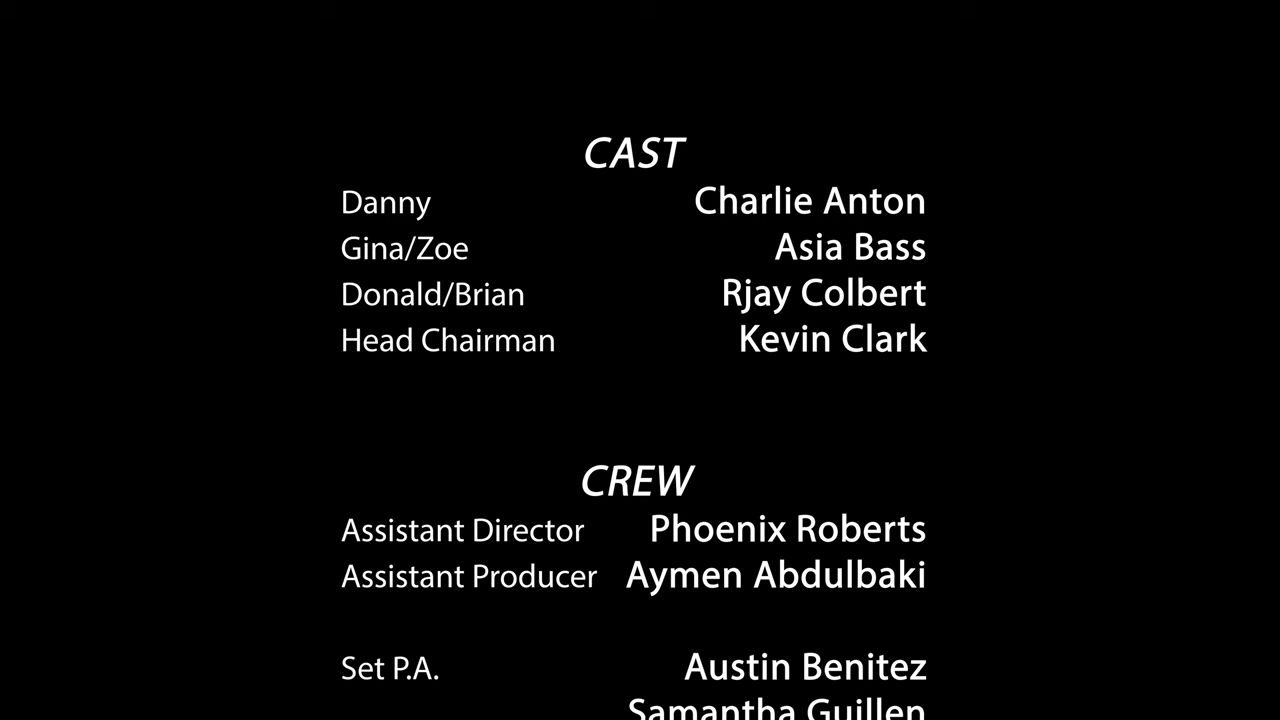 CAST
Danny Charlie Anton
Gina/Zoe Asia Bass
Donald/Brian Rjay Colbert
Head Chairman Kevin Clark
CREW
Assistant Director Phoenix Roberts
Assistant Producer Aymen Abdulbaki
Set P.A. Austin Benitez
Samantha Guillen